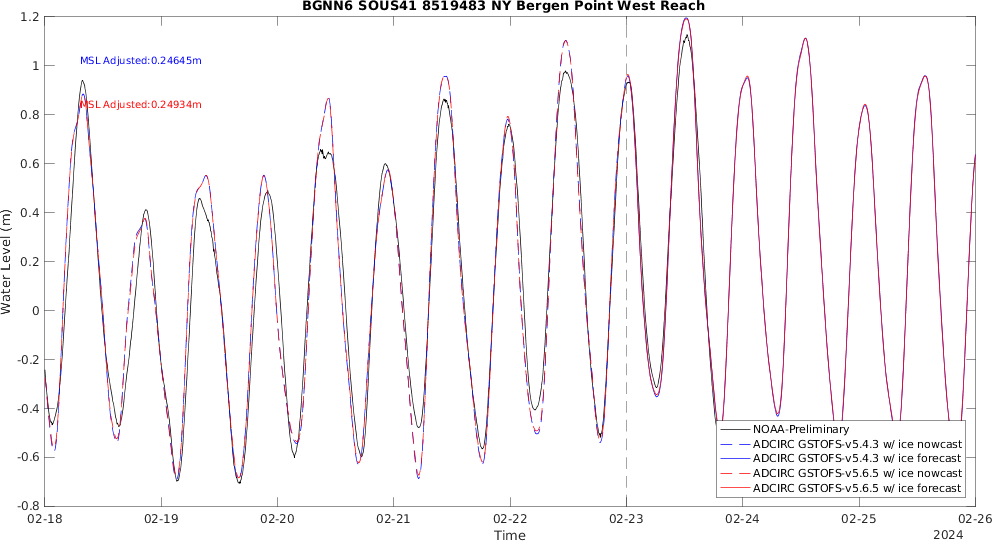 BGNN6 SOUS41 8519483 NY Bergen Point West Reach
1.2
1
0.8
0.6
0.4
0.2
0
-0.2
-0.4
-0.6
-0.8
Water Level (m)
MSL Adjusted:0.24645m
MSL Adjusted:0.24934m
NOAA-Preliminary
ADCIRC GSTOFS-v5.4.3 w/ ice nowcast
ADCIRC GSTOFS-v5.4.3 w/ ice forecast
ADCIRC GSTOFS-v5.6.5 w/ ice nowcast
ADCIRC GSTOFS-v5.6.5 w/ ice forecast
02-18 02-19 02-20 02-21 02-22 02-23 02-24 02-25 02-26
Time
2024